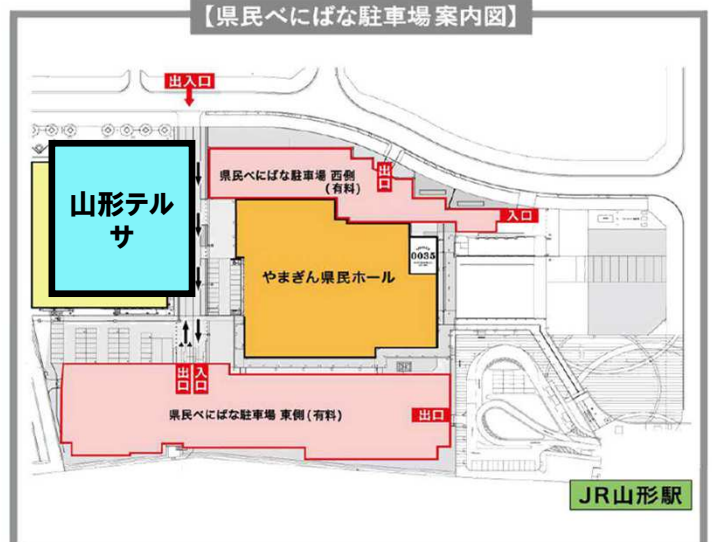 【県民べにばな駐車場案内図】
出入口
県民べにばな駐車場 西側
(有料)
出口
入口
山形テル
サ
0035
やまぎん県民ホール
出口
入口
県民べにばな駐車場 東側(有料)
出口
JR山形駅